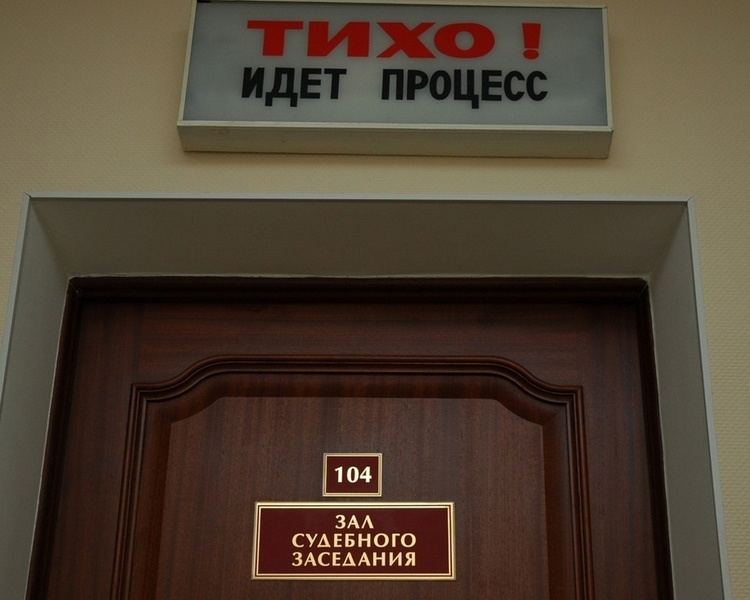 ТИХО!
ИДЕТ ПРОЦЕСС
104
ЗАЛ
СУДЕБНОГО
ЗАСЕДАНИЯ